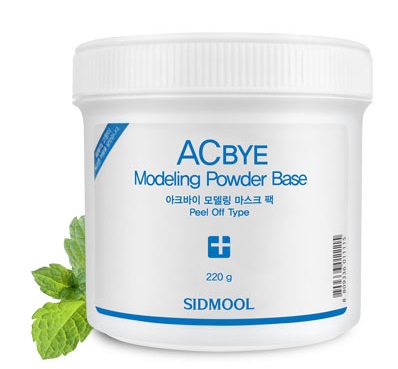 ACBYE
Modeling Powder Base
아크바이 모델링 마스크 팩
Peel Off Type
220 g
SIDMOOL